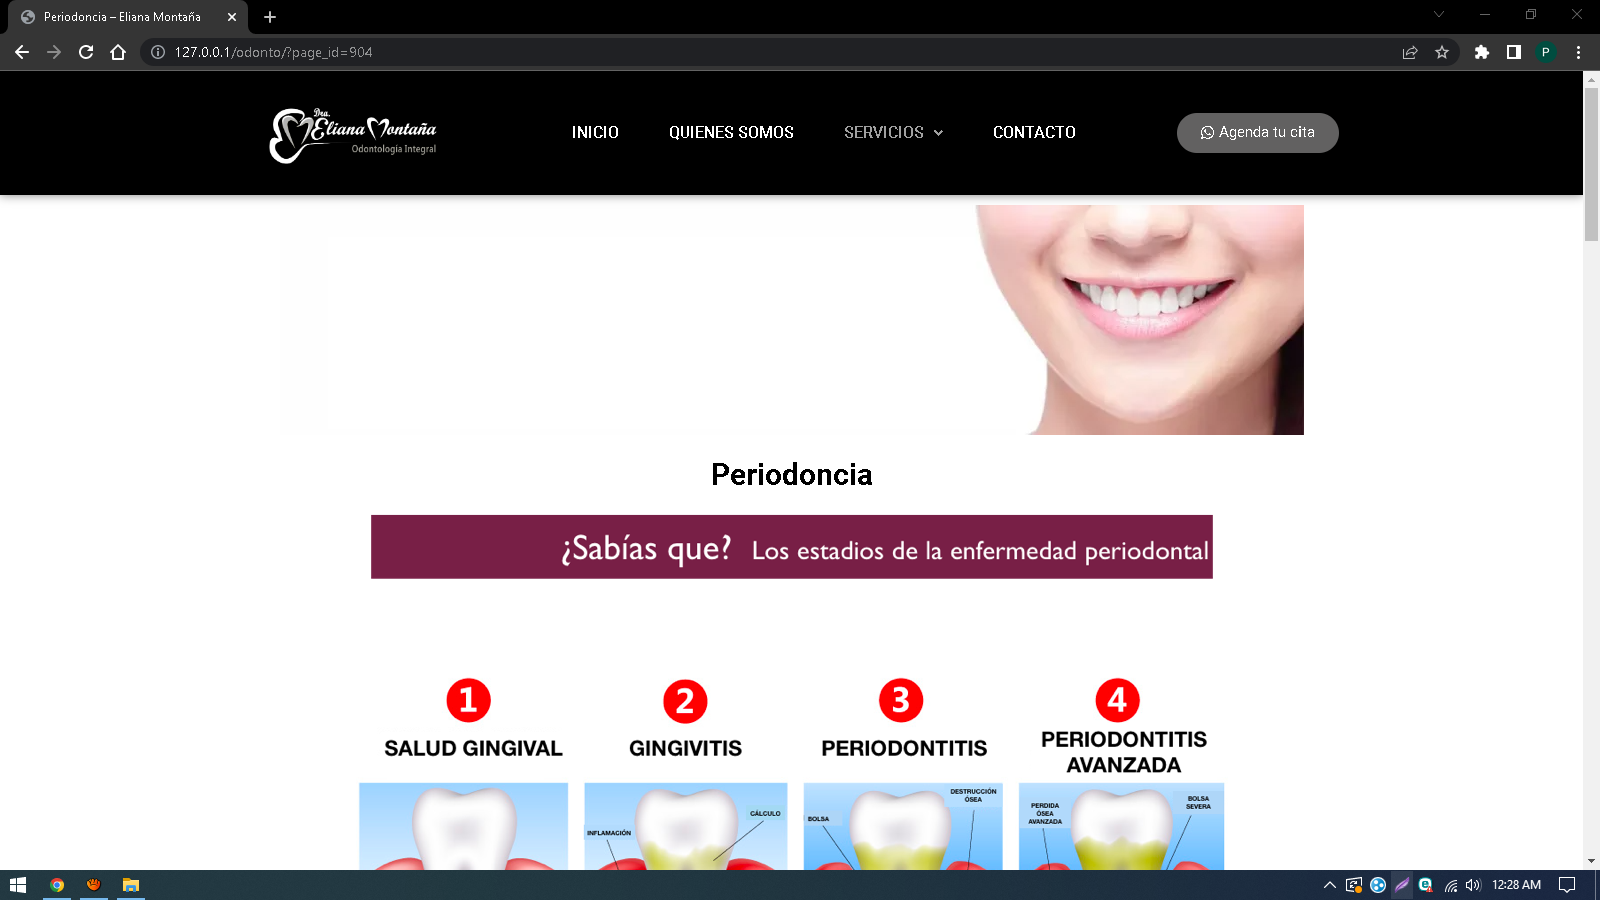 Periodoncia – Eliana Montaña
127.0.0.1/odonto/?page_id=904
P
Dra.
Eliana Montaña
Odontología Integral
INICIO
QUIENES SOMOS
SERVICIOS
CONTACTO
Agenda tu cita
Periodoncia
¿Sabías que? Los estadios de la enfermedad periodontal
1
2
3
4
SALUD GINGIVAL
GINGIVITIS
PERIODONTITIS
PERIODONTITIS
AVANZADA
INFLAMACIÓN
CÁLCULO
BOLSA
DESTRUCCIÓN
ÓSEA
PERDIDA
ÓSEA
AVANZADA
BOLSA
SEVERA
12:28 AM